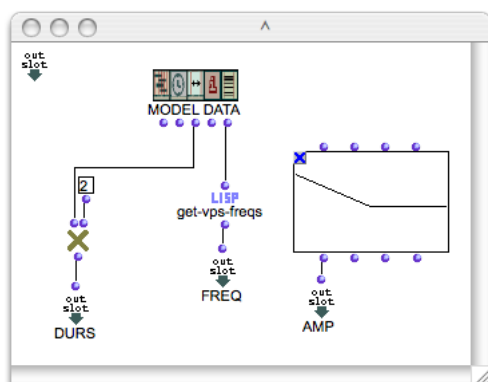 ^
out
slot
MODEL DATA
2
LISP
get-vps-freqs
out
slot
FREQ
out
slot
DURS
out
slot
AMP